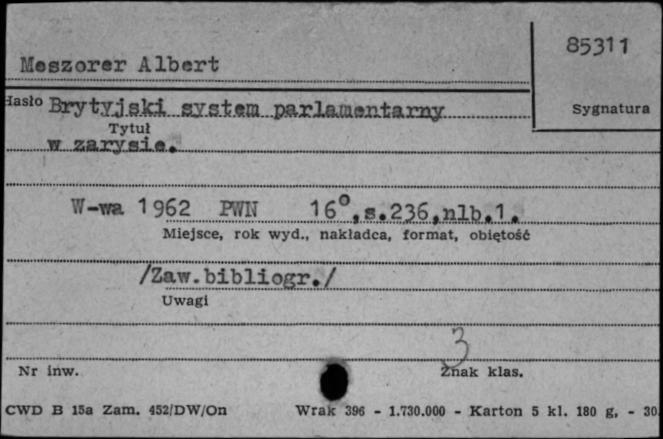 85311
Meszorer Albert
Hasło Brytyjski system parlamentarny
Sygnatura
Tytuł
w zarysie.
W-wa 1962 PWN 16°,s.236,nlb.1.
Miejsce, rok wyd., nakładca, format, objętość
/Zaw.bibliogr./
Uwagi
3
Nr inw. Znak klas.
CWD B 15a Zam. 452/DW/On Wrak 396 - 1.730.000 - Karton 5 kl. 180 g. - 30